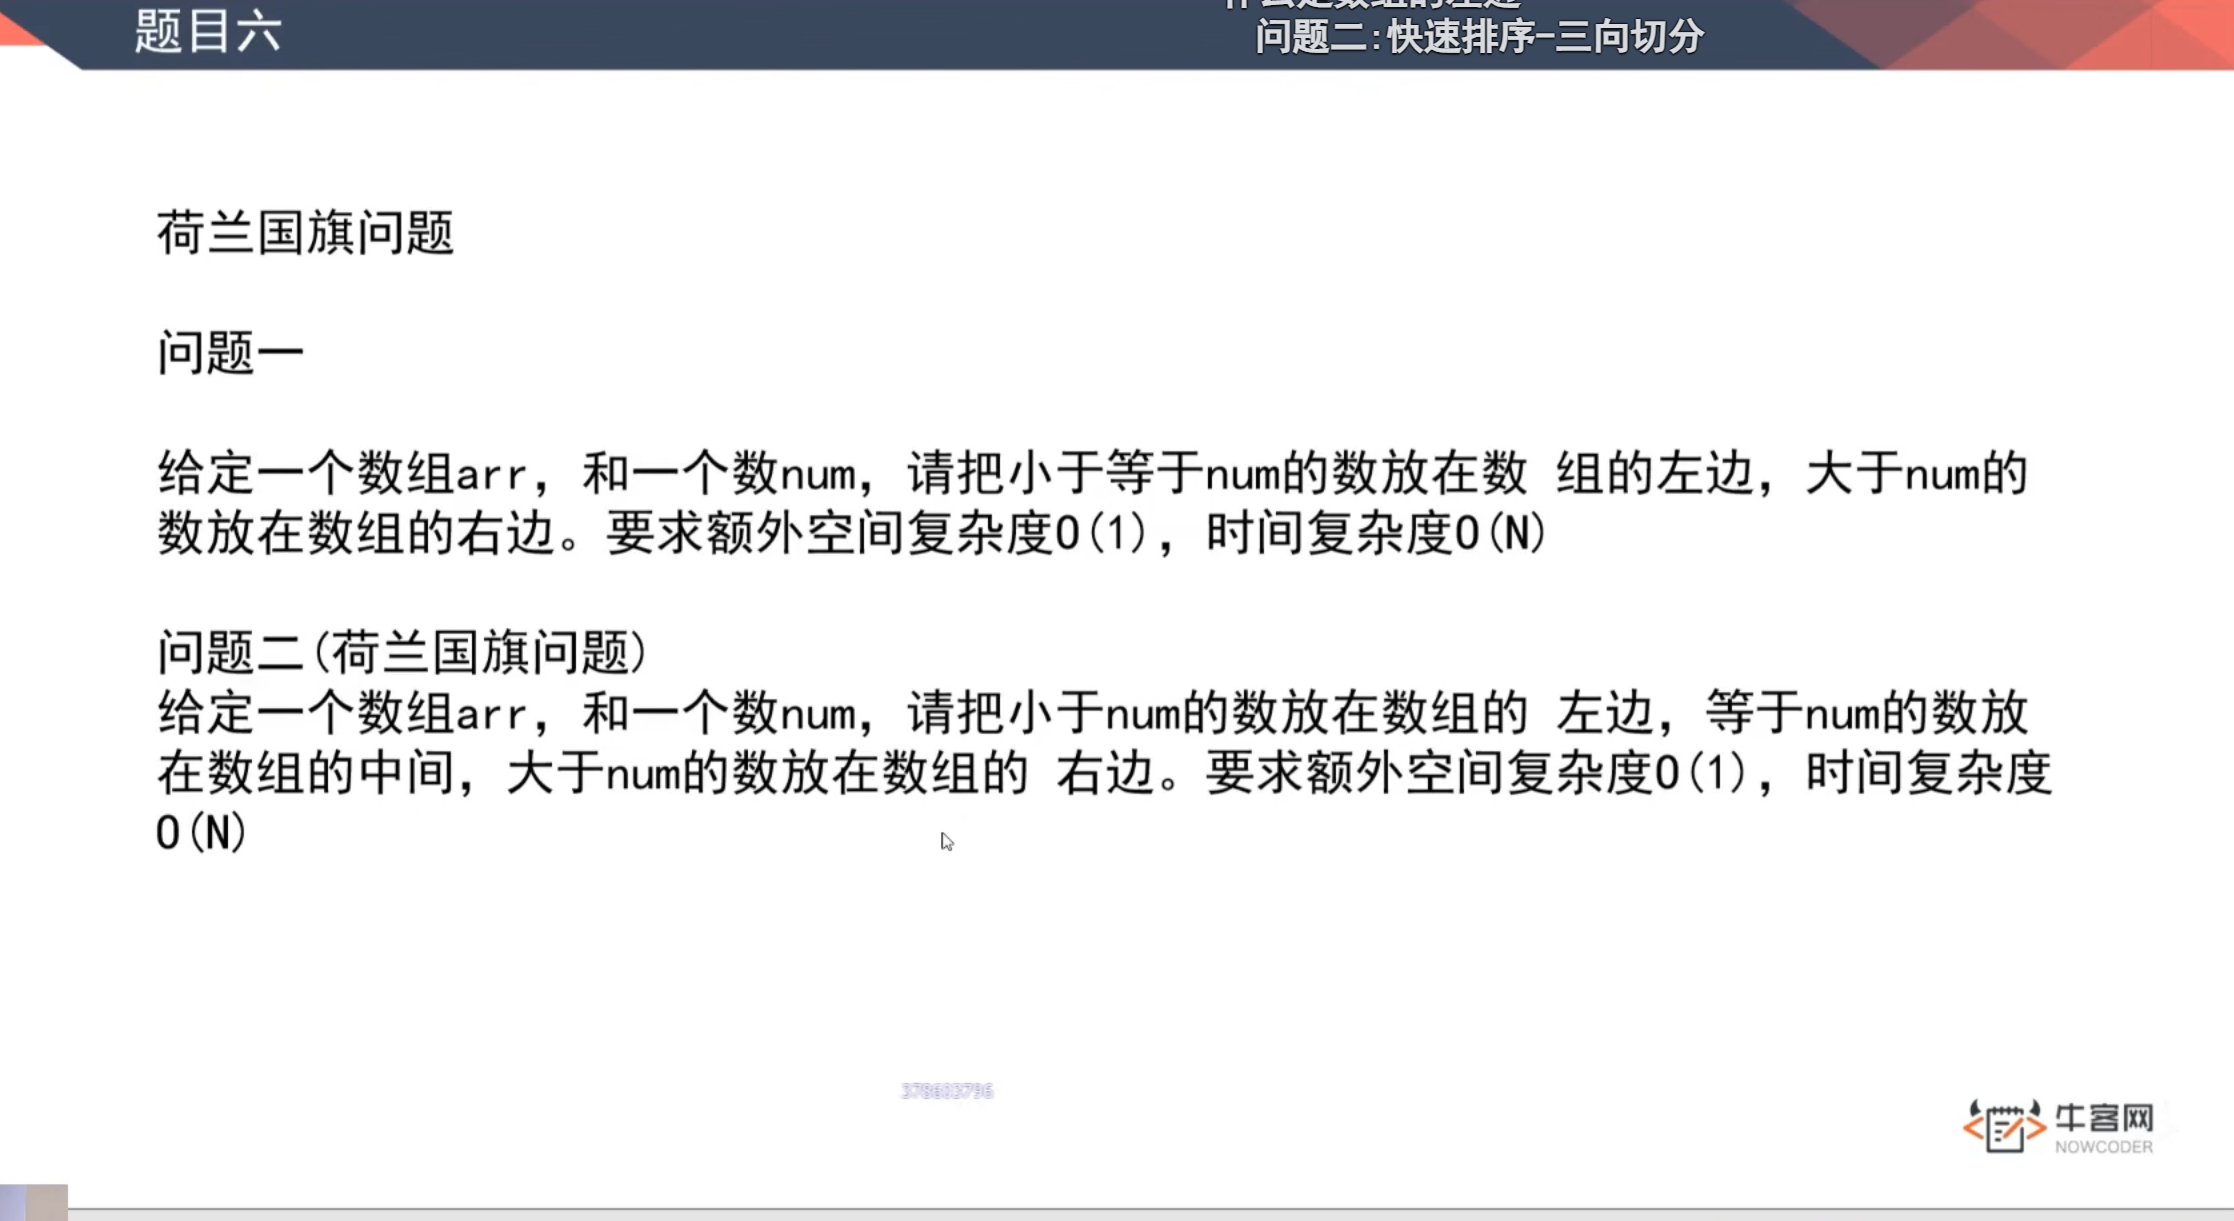 题目六
问题二:快速排序-三向切分
荷兰国旗问题
问题一
给定一个数组arr，和一个数num，请把小于等于num的数放在数 组的左边，大于num的
数放在数组的右边。要求额外空间复杂度O(1)，时间复杂度O(N)
问题二(荷兰国旗问题)
给定一个数组arr，和一个数num，请把小于num的数放在数组的 左边，等于num的数放
在数组的中间，大于num的数放在数组的 右边。要求额外空间复杂度O(1)，时间复杂度
O(N)
牛客网
NOWCODER